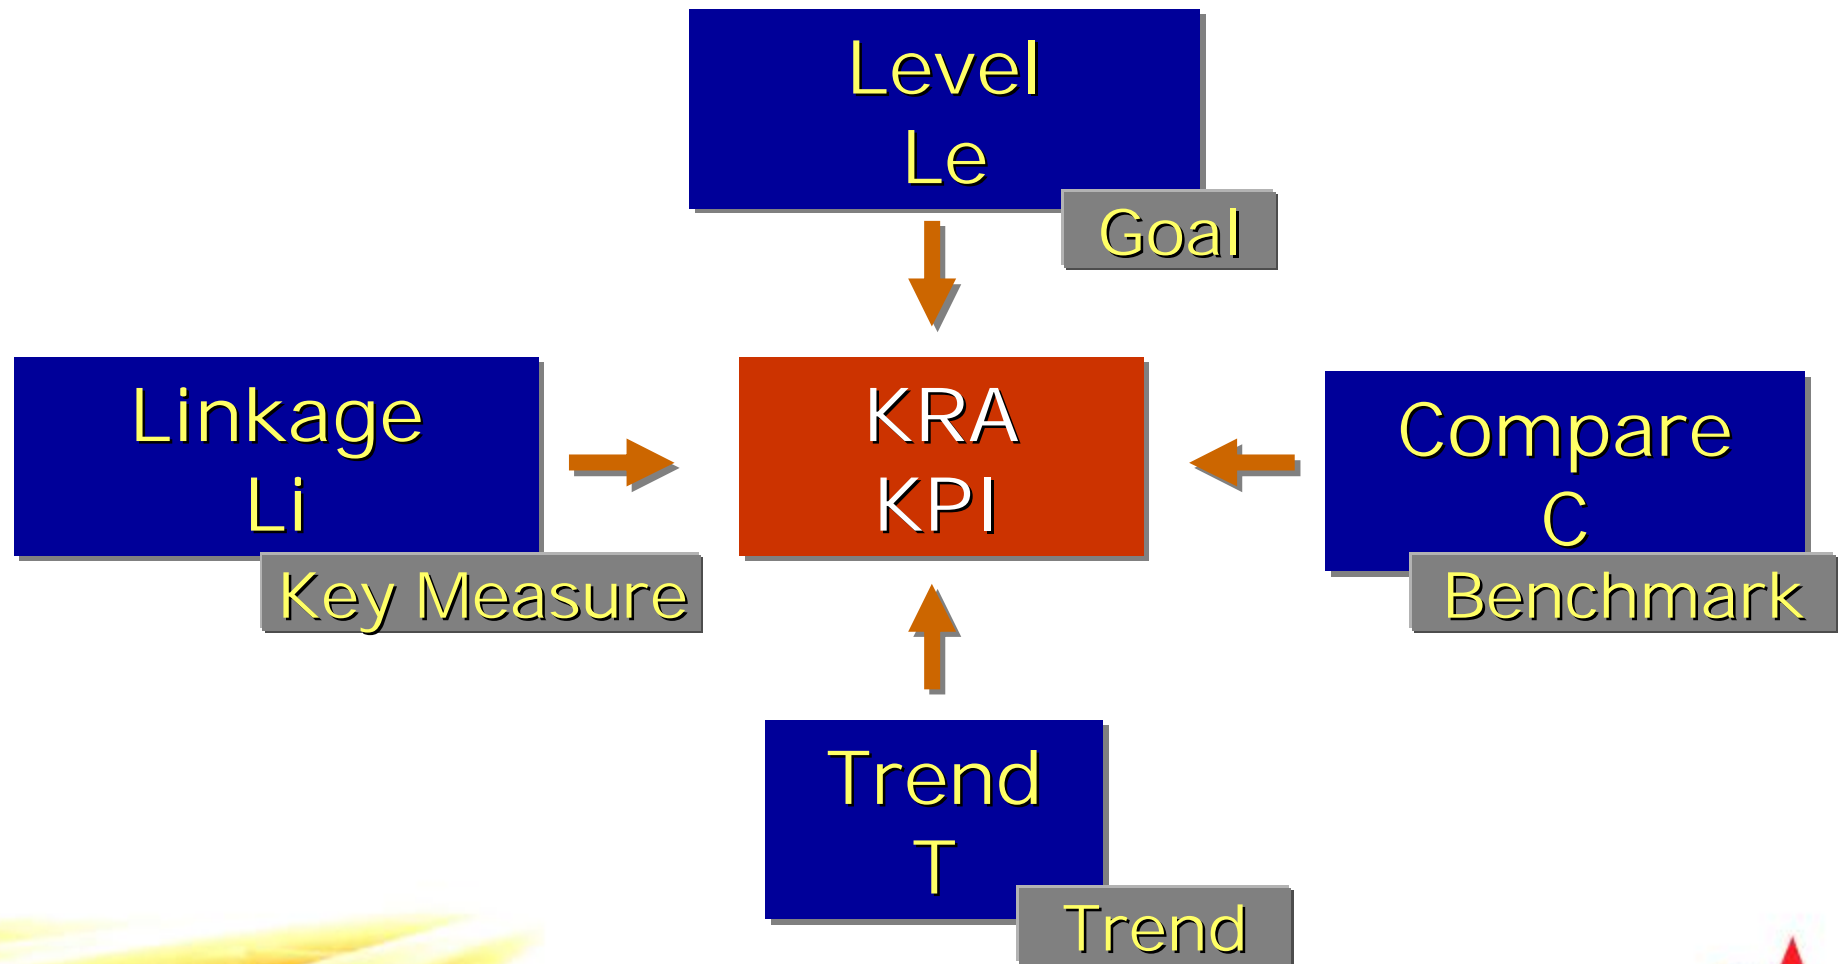 Level
Le
Goal
Linkage
Li
Key Measure
KRA
KPI
Compare
C
Benchmark
Trend
T
Trend